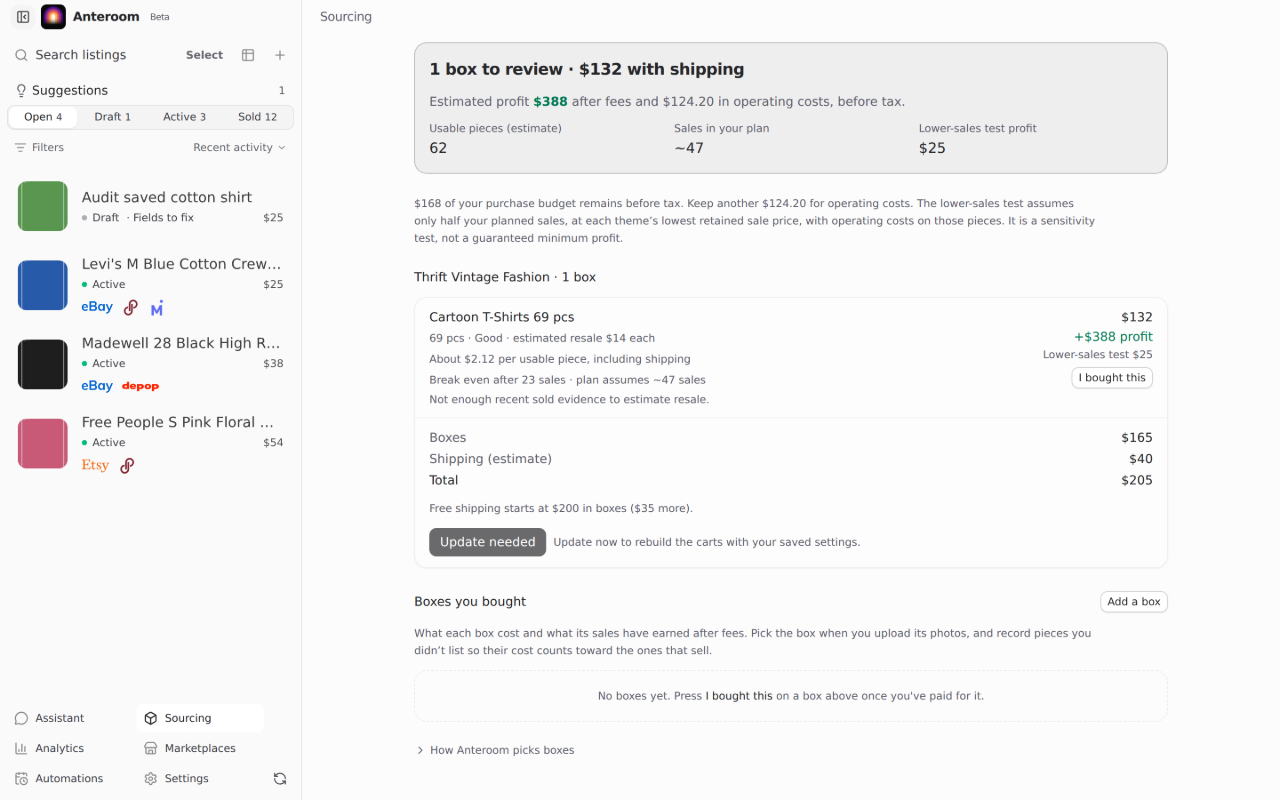 Anteroom Beta
Search listings Select
Suggestions 1
Open 4 Draft 1 Active 3 Sold 12
Filters Recent activity
Audit saved cotton shirt
Draft · Fields to fix $25
Levi's M Blue Cotton Crew...
Active $25
eBay
Madewell 28 Black High R...
Active $38
eBay depop
Free People S Pink Floral ...
Active $54
Etsy
Assistant Sourcing
Analytics Marketplaces
Automations Settings
Sourcing
1 box to review · $132 with shipping
Estimated profit $388 after fees and $124.20 in operating costs, before tax.
Usable pieces (estimate) Sales in your plan Lower-sales test profit
62 ~47 $25
$168 of your purchase budget remains before tax. Keep another $124.20 for operating costs. The lower-sales test assumes
only half your planned sales, at each theme’s lowest retained sale price, with operating costs on those pieces. It is a sensitivity
test, not a guaranteed minimum profit.
Thrift Vintage Fashion · 1 box
Cartoon T-Shirts 69 pcs $132
69 pcs · Good · estimated resale $14 each +$388 profit
About $2.12 per usable piece, including shipping Lower-sales test $25
Break even after 23 sales · plan assumes ~47 sales I bought this
Not enough recent sold evidence to estimate resale.
Boxes $165
Shipping (estimate) $40
Total $205
Free shipping starts at $200 in boxes ($35 more).
Update needed Update now to rebuild the carts with your saved settings.
Boxes you bought Add a box
What each box cost and what its sales have earned after fees. Pick the box when you upload its photos, and record pieces you
didn’t list so their cost counts toward the ones that sell.
No boxes yet. Press I bought this on a box above once you’ve paid for it.
How Anteroom picks boxes